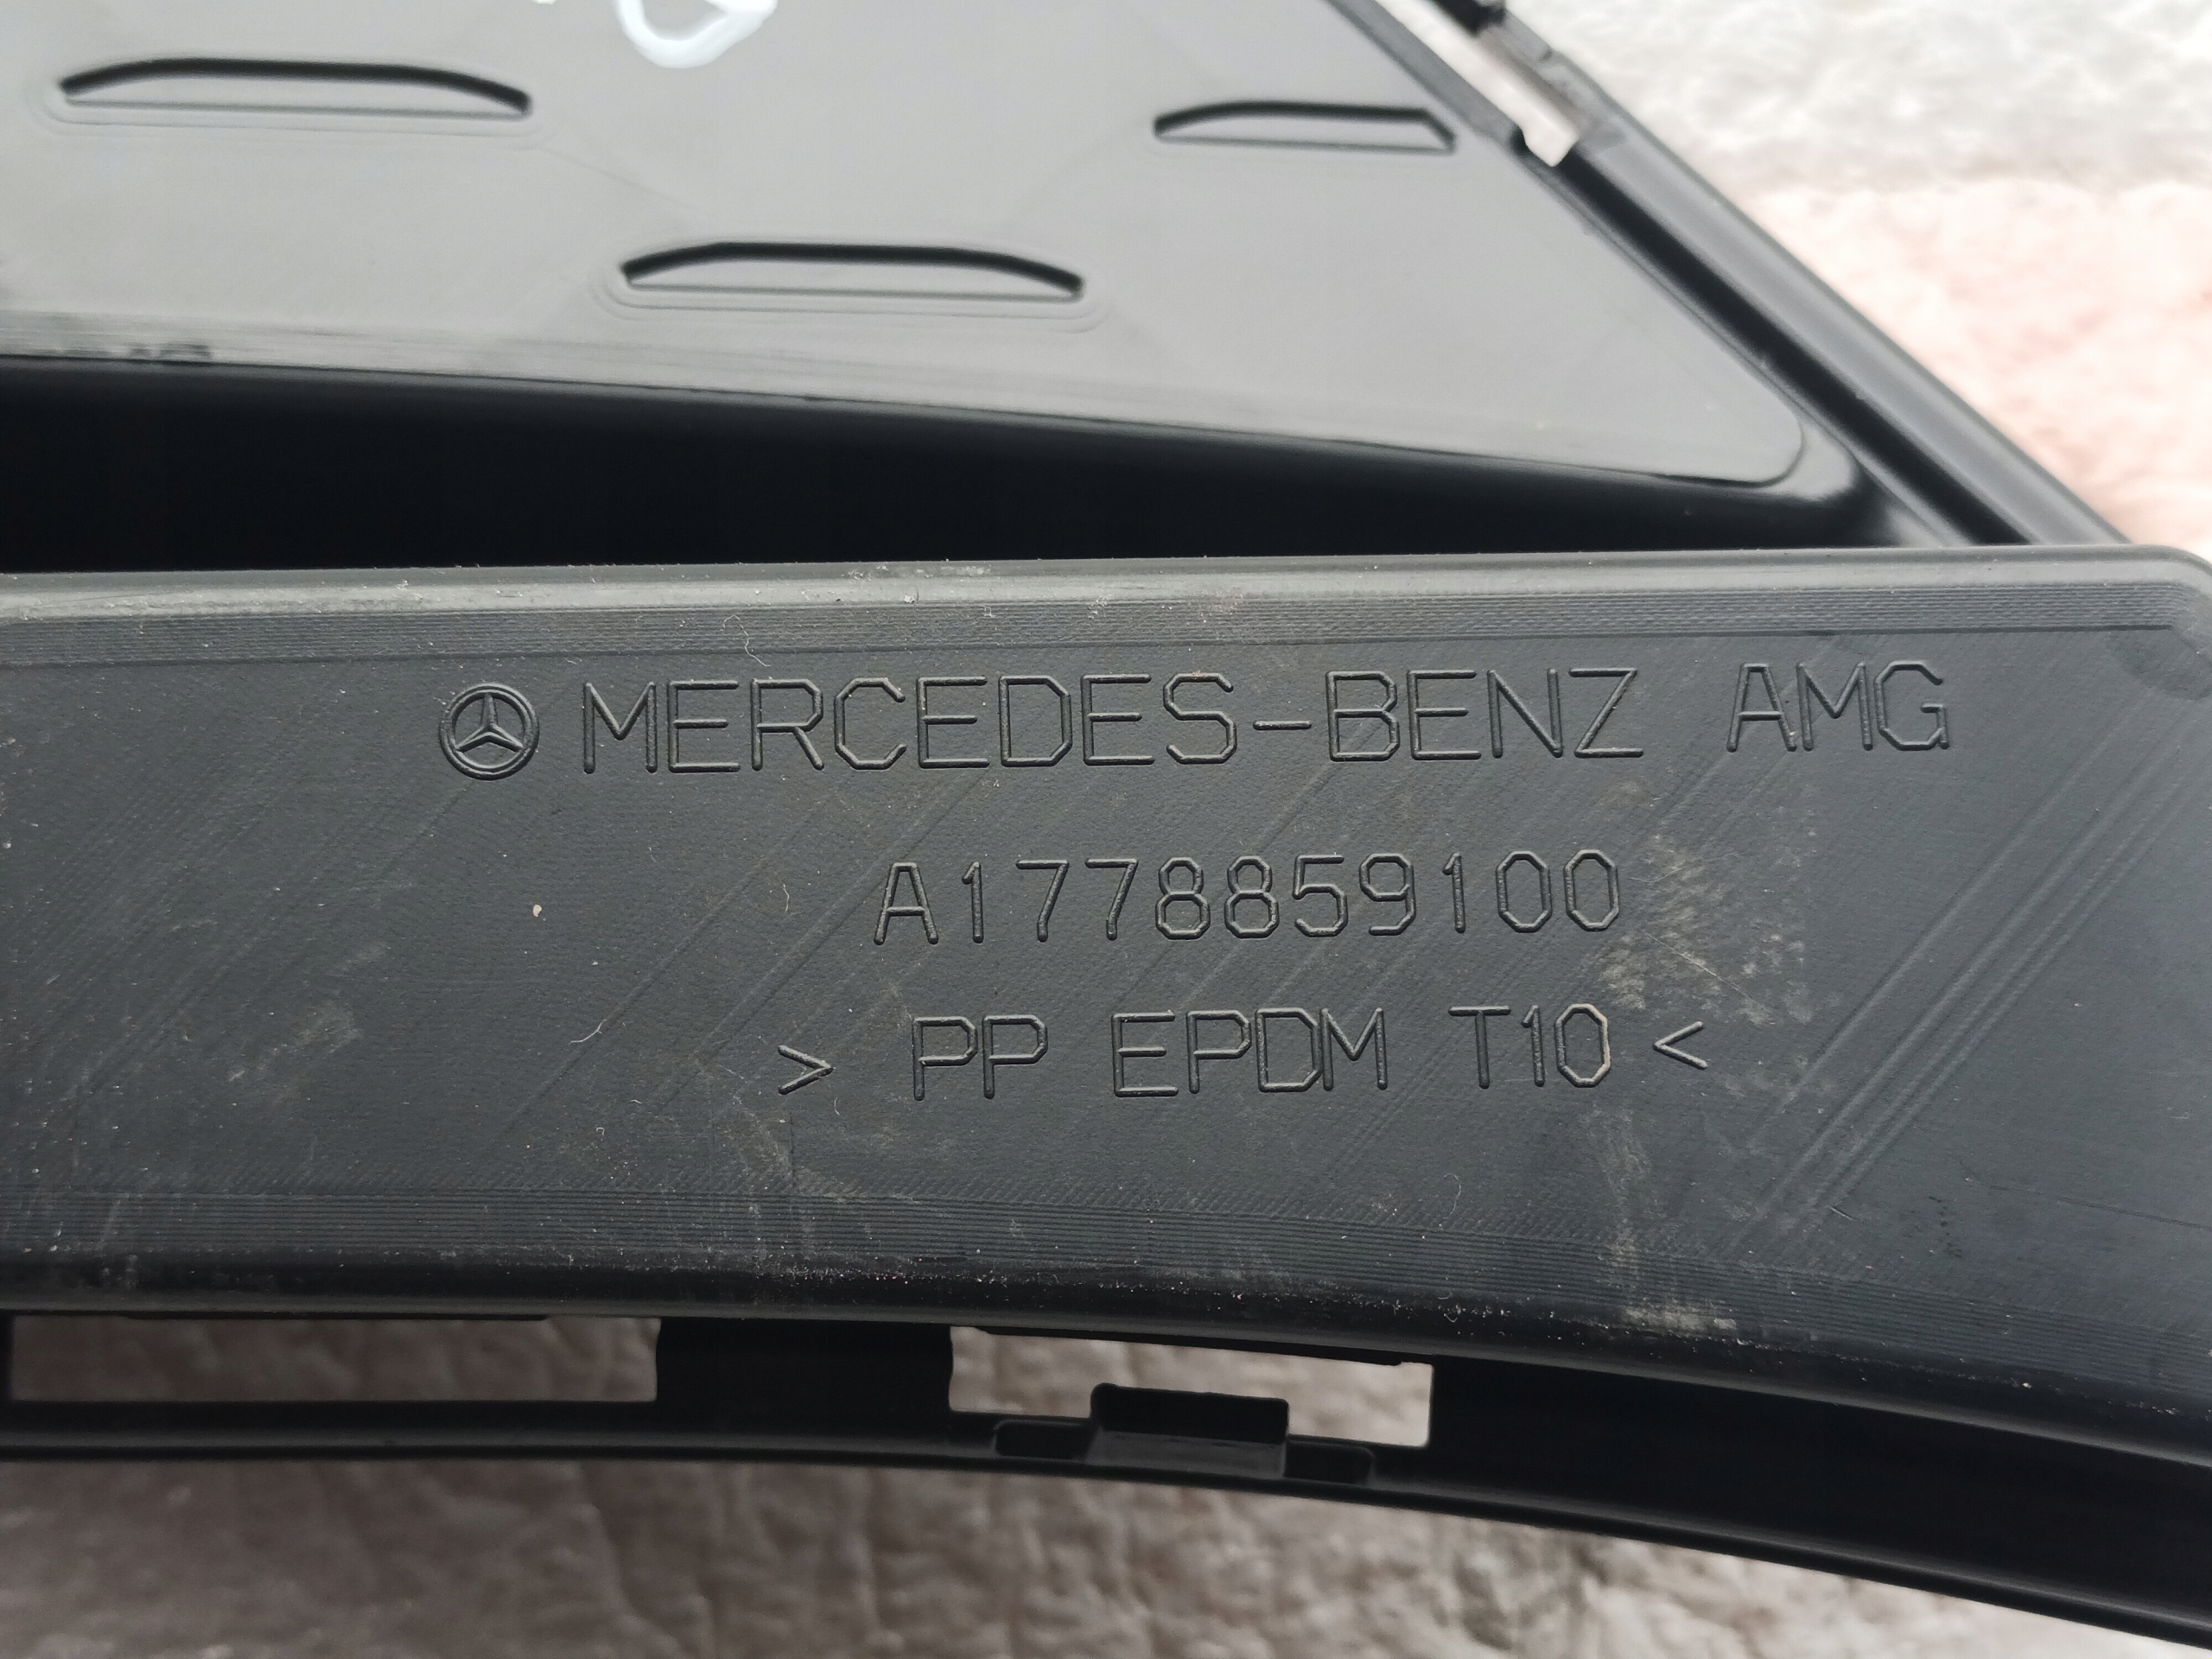 MERCEDES-BENZ AMG
A1778859100
> PP EPDM T10 <